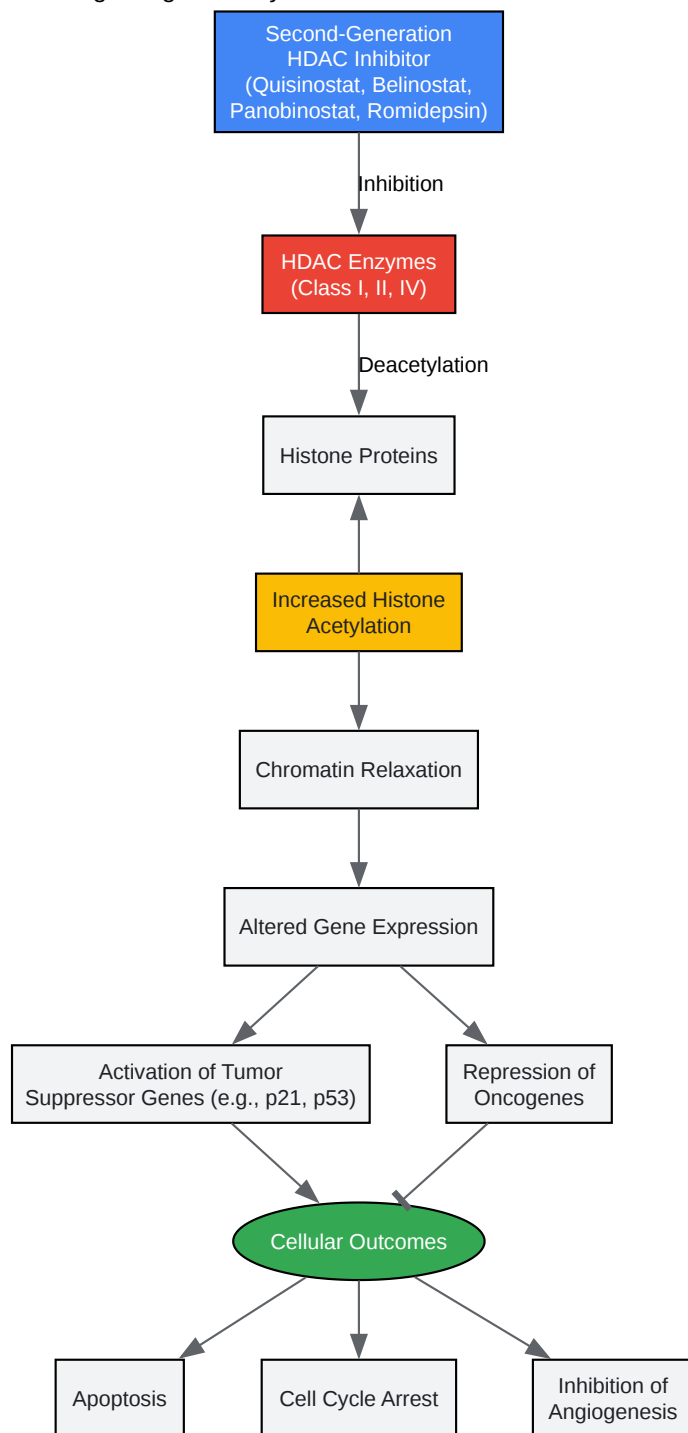 Second-Generation
HDAC Inhibitor
(Quisinostat, Belinostat,
Panobinostat, Romidepsin)
Inhibition
HDAC Enzymes
(Class I, II, IV)
Deacetylation
Histone Proteins
Increased Histone
Acetylation
Chromatin Relaxation
Altered Gene Expression
Activation of Tumor
Suppressor Genes (e.g., p21, p53)
Repression of
Oncogenes
Cellular Outcomes
Apoptosis
Cell Cycle Arrest
Inhibition of
Angiogenesis